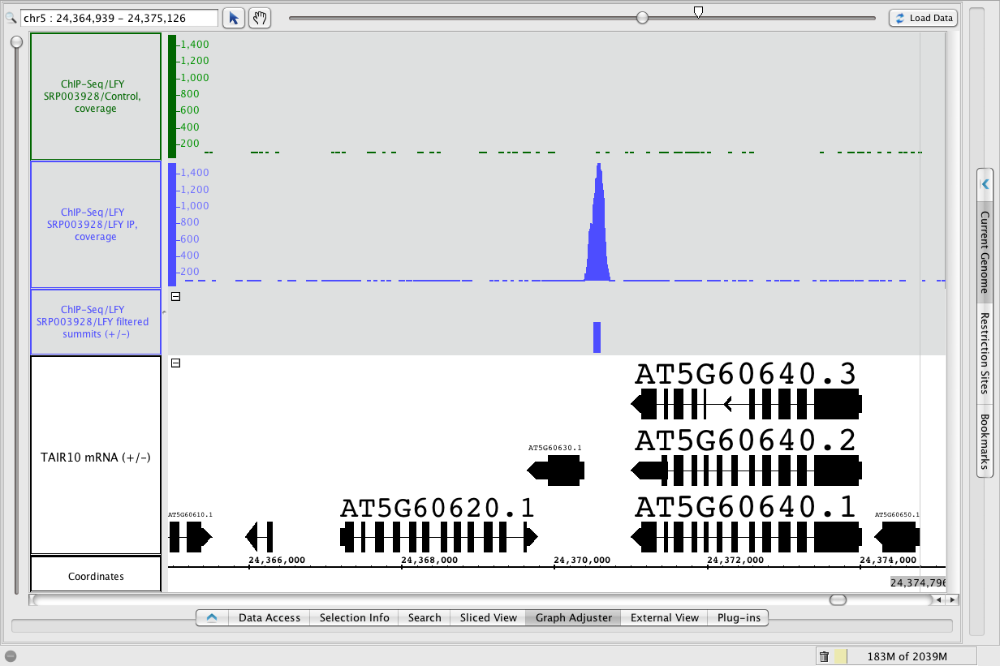 chr5 : 24,364,939 - 24,375,126
Load Data
ChIP-Seq/LFY
SRP003928/Control,
coverage
1,400
1,200
1,000
800
600
400
200
ChIP-Seq/LFY
SRP003928/LFY IP,
coverage
1,400
1,200
1,000
800
600
400
200
ChIP-Seq/LFY
SRP003928/LFY filtered
summits (+/-)
TAIR10 mRNA (+/-)
AT5G60640.3
AT5G60640.2
AT5G60630.1
AT5G60610.1
AT5G60620.1
AT5G60640.1
AT5G60650.1
Coordinates
24,366,000
24,368,000
24,370,000
24,372,000
24,374,000
24,374,796
Current Genome
Restriction Sites
Bookmarks
Data Access
Selection Info
Search
Sliced View
Graph Adjuster
External View
Plug-ins
183M of 2039M